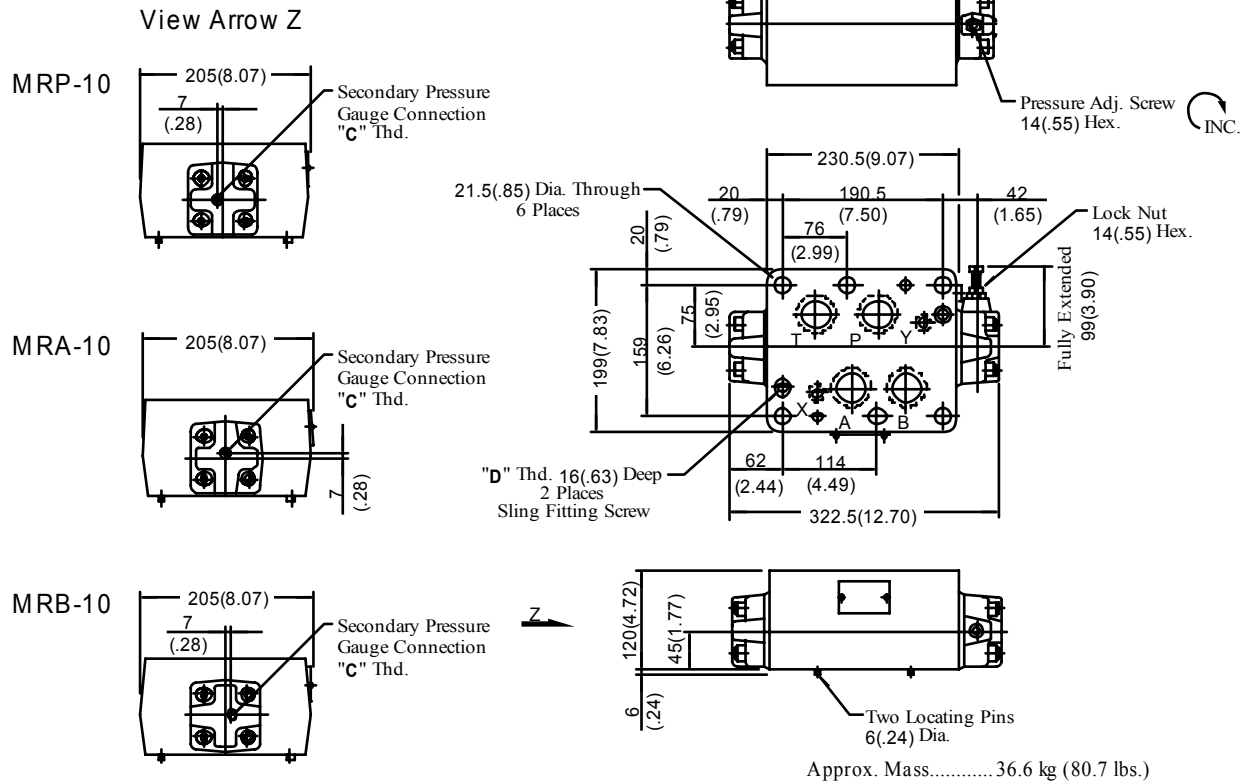 View Arrow Z
MRP-10
205(8.07)
7
(.28)
Secondary Pressure
Gauge Connection
"C" Thd.
Pressure Adj. Screw
14(.55) Hex.
INC.
230.5(9.07)
21.5(.85) Dia. Through
6 Places
20
(.79)
190.5
(7.50)
42
(1.65)
76
(2.99)
Lock Nut
14(.55) Hex.
20
(.79)
Fully Extended
99(3.90)
199(7.83)
159
(6.26)
75
(2.95)
T
P
Y
X
A
B
MRA-10
205(8.07)
Secondary Pressure
Gauge Connection
"C" Thd.
7
(.28)
"D" Thd. 16(.63) Deep
2 Places
Sling Fitting Screw
62
(2.44)
114
(4.49)
322.5(12.70)
MRB-10
205(8.07)
7
(.28)
Secondary Pressure
Gauge Connection
"C" Thd.
Z
120(4.72)
45(1.77)
6
(.24)
Two Locating Pins
6(.24) Dia.
Approx. Mass............ 36.6 kg (80.7 lbs.)